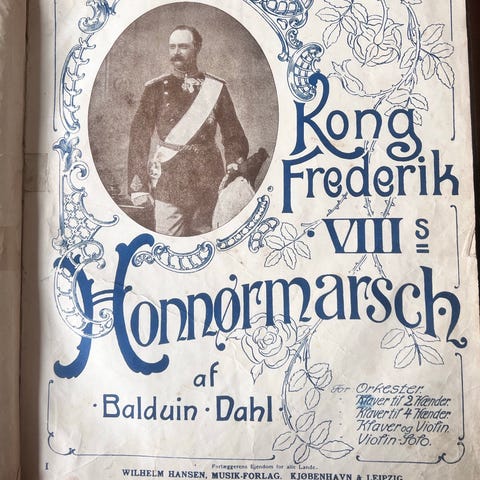 Kong
Frederik
· VIII s
Honnørmarsch
af
· Balduin · Dahl ·
for Orkester.
· Klaver til 2 Hænder.
· Klaver til 4 Hænder
· Klaver og Violin.
· Violin-Solo.
1
Forlæggerens Ejendom for alle Lande.
WILHELM HANSEN, MUSIK-FORLAG, KJØBENHAVN & LEIPZIG